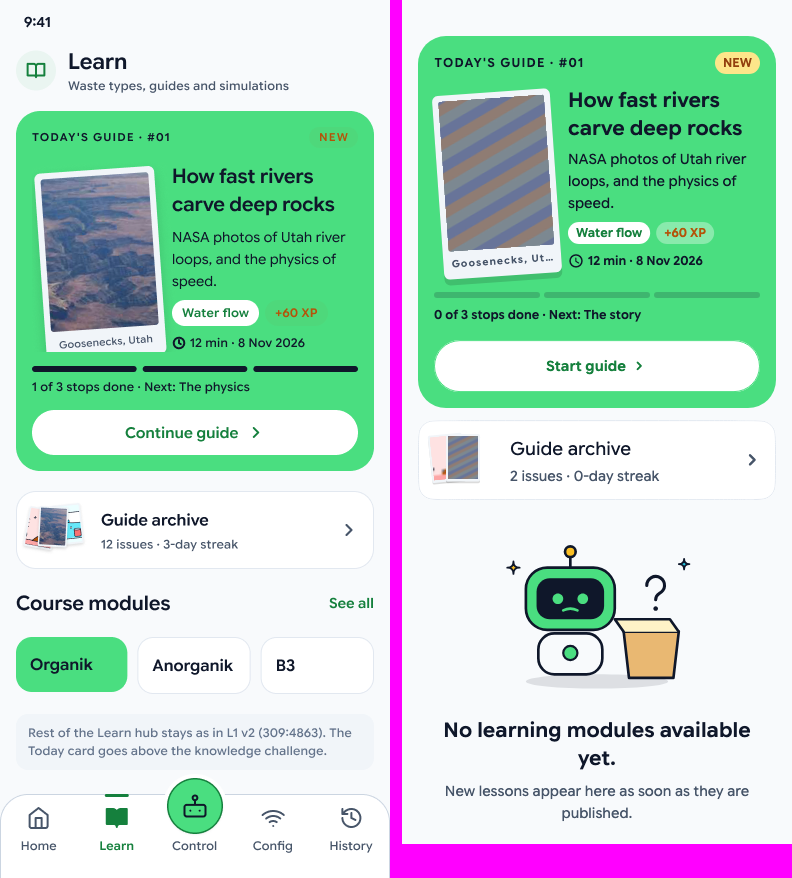 9:41
Learn
Waste types, guides and simulations
TODAY'S GUIDE · #01
NEW
How fast rivers
carve deep rocks
NASA photos of Utah river
loops, and the physics of
speed.
Goosenecks, Utah
Water flow
+60 XP
12 min · 8 Nov 2026
1 of 3 stops done · Next: The physics
Continue guide
Guide archive
12 issues · 3-day streak
Course modules
See all
Organik
Anorganik
B3
Rest of the Learn hub stays as in L1 v2 (309:4863). The
Today card goes above the knowledge challenge.
Home
Learn
Control
Config
History
TODAY'S GUIDE · #01
NEW
How fast rivers
carve deep rocks
NASA photos of Utah river
loops, and the physics of
speed.
Goosenecks, Ut...
Water flow
+60 XP
12 min · 8 Nov 2026
0 of 3 stops done · Next: The story
Start guide
Guide archive
2 issues · 0-day streak
?
No learning modules available
yet.
New lessons appear here as soon as they are
published.